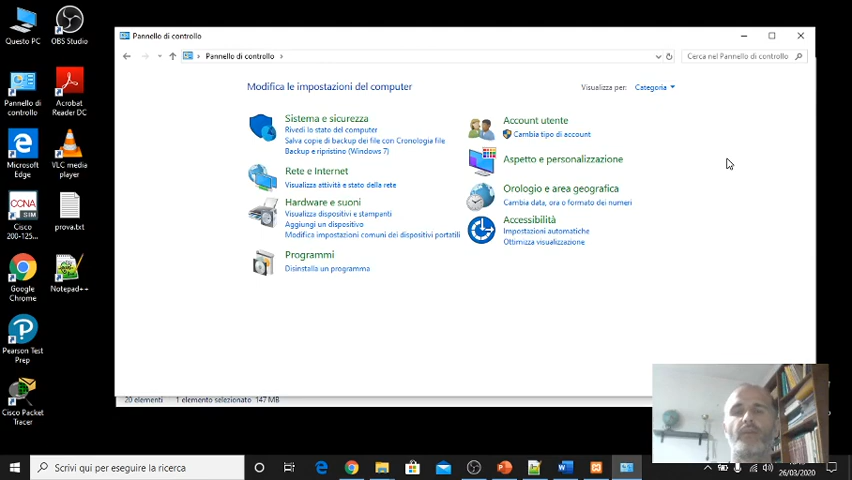 Questo PC
OBS Studio
Pannello di controllo
Acrobat Reader DC
Microsoft Edge
VLC media player
CCNA
SIM
Cisco 200-125...
prova.txt
Google Chrome
Notepad++
Pearson Test Prep
Cisco Packet Tracer
Pannello di controllo
Pannello di controllo
Cerca nel Pannello di controllo
Modifica le impostazioni del computer
Visualizza per: Categoria
Sistema e sicurezza
Rivedi lo stato del computer
Salva copie di backup dei file con Cronologia file
Backup e ripristino (Windows 7)
Rete e Internet
Visualizza attività e stato della rete
Hardware e suoni
Visualizza dispositivi e stampanti
Aggiungi un dispositivo
Modifica impostazioni comuni dei dispositivi portatili
Programmi
Disinstalla un programma
Account utente
Cambia tipo di account
Aspetto e personalizzazione
Orologio e area geografica
Cambia data, ora o formato dei numeri
Accessibilità
Impostazioni automatiche
Ottimizza visualizzazione
20 elementi
1 elemento selezionato 147 MB
Scrivi qui per eseguire la ricerca
26/03/2020